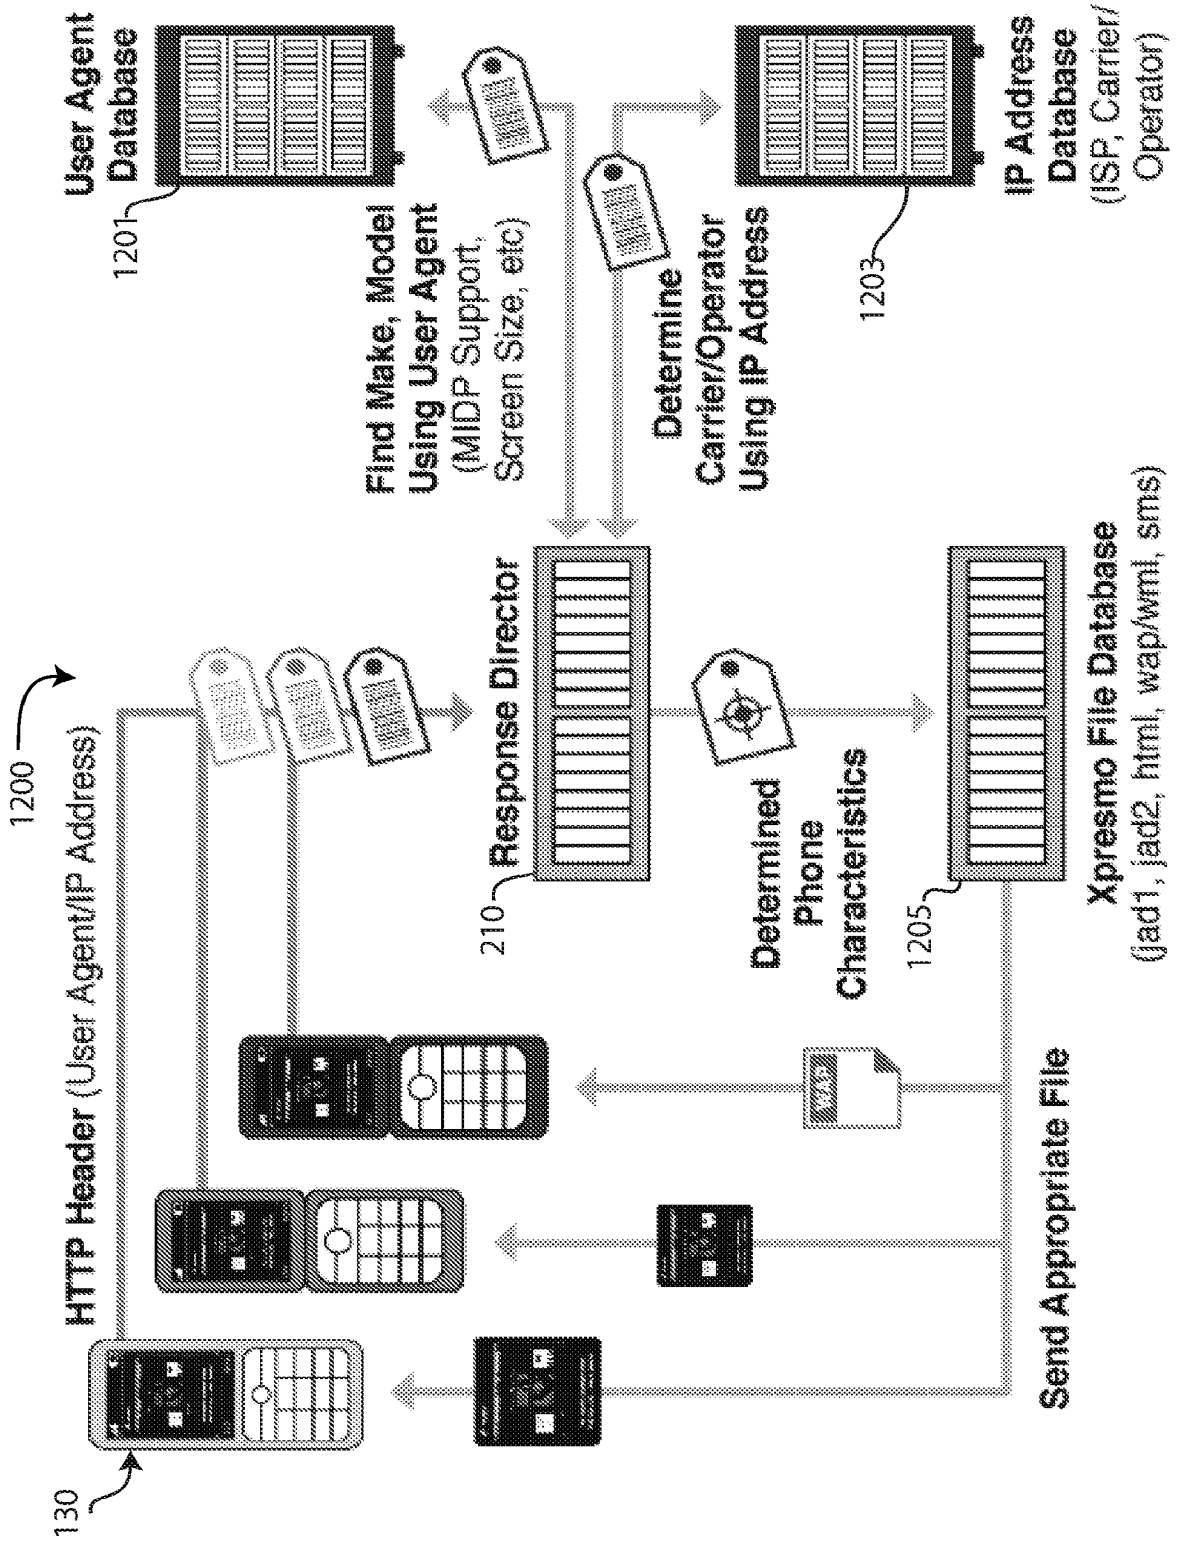 1200
HTTP Header (User Agent/IP Address)
130
User Agent
Database
1201
Find Make, Model
Using User Agent
(MIDP Support,
Screen Size, etc)
Response Director
210
Determine
Carrier/Operator
Using IP Address
1203
IP Address
Database
(ISP, Carrier/
Operator)
Determined
Phone
Characteristics
1205
Xpresmo File Database
(jad1, jad2, html, wap/wml, sms)
WAP
Send Appropriate File